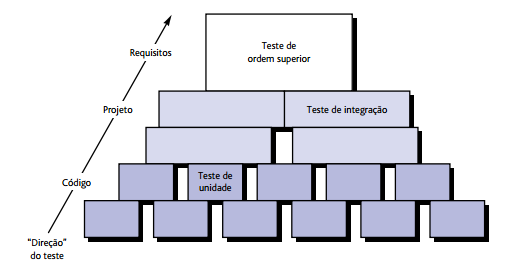 Teste de
ordem superior
Requisitos
Projeto
Teste de integração
Código
Teste de
unidade
"Direção"
do teste